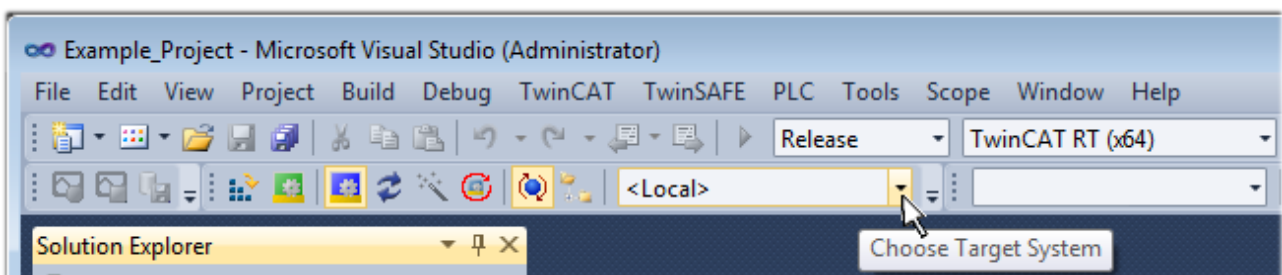 Example_Project - Microsoft Visual Studio (Administrator)
File Edit View Project Build Debug TwinCAT TwinSAFE PLC Tools Scope Window Help
Release TwinCAT RT (x64)
<Local>
Solution Explorer
Choose Target System